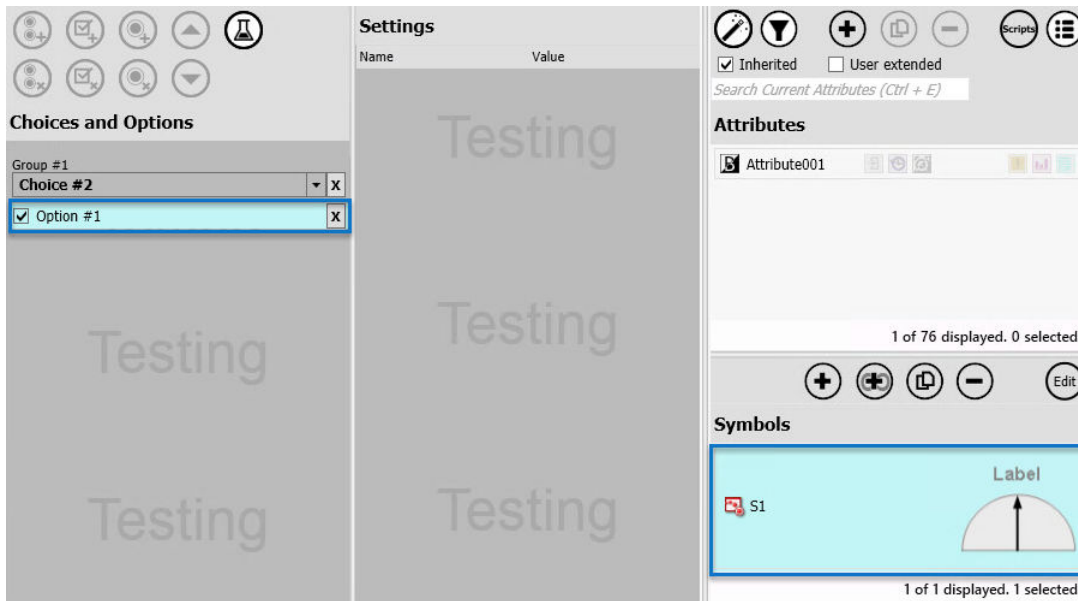 Choices and Options
Group #1
Choice #2
X
Option #1
X
Testing
Testing
Settings
Name Value
Testing
Testing
Testing
Scripts
Inherited User extended
Search Current Attributes (Ctrl + E)
Attributes
Attribute001
1 of 76 displayed. 0 selected
Edit
Symbols
Label
S1
1 of 1 displayed. 1 selected